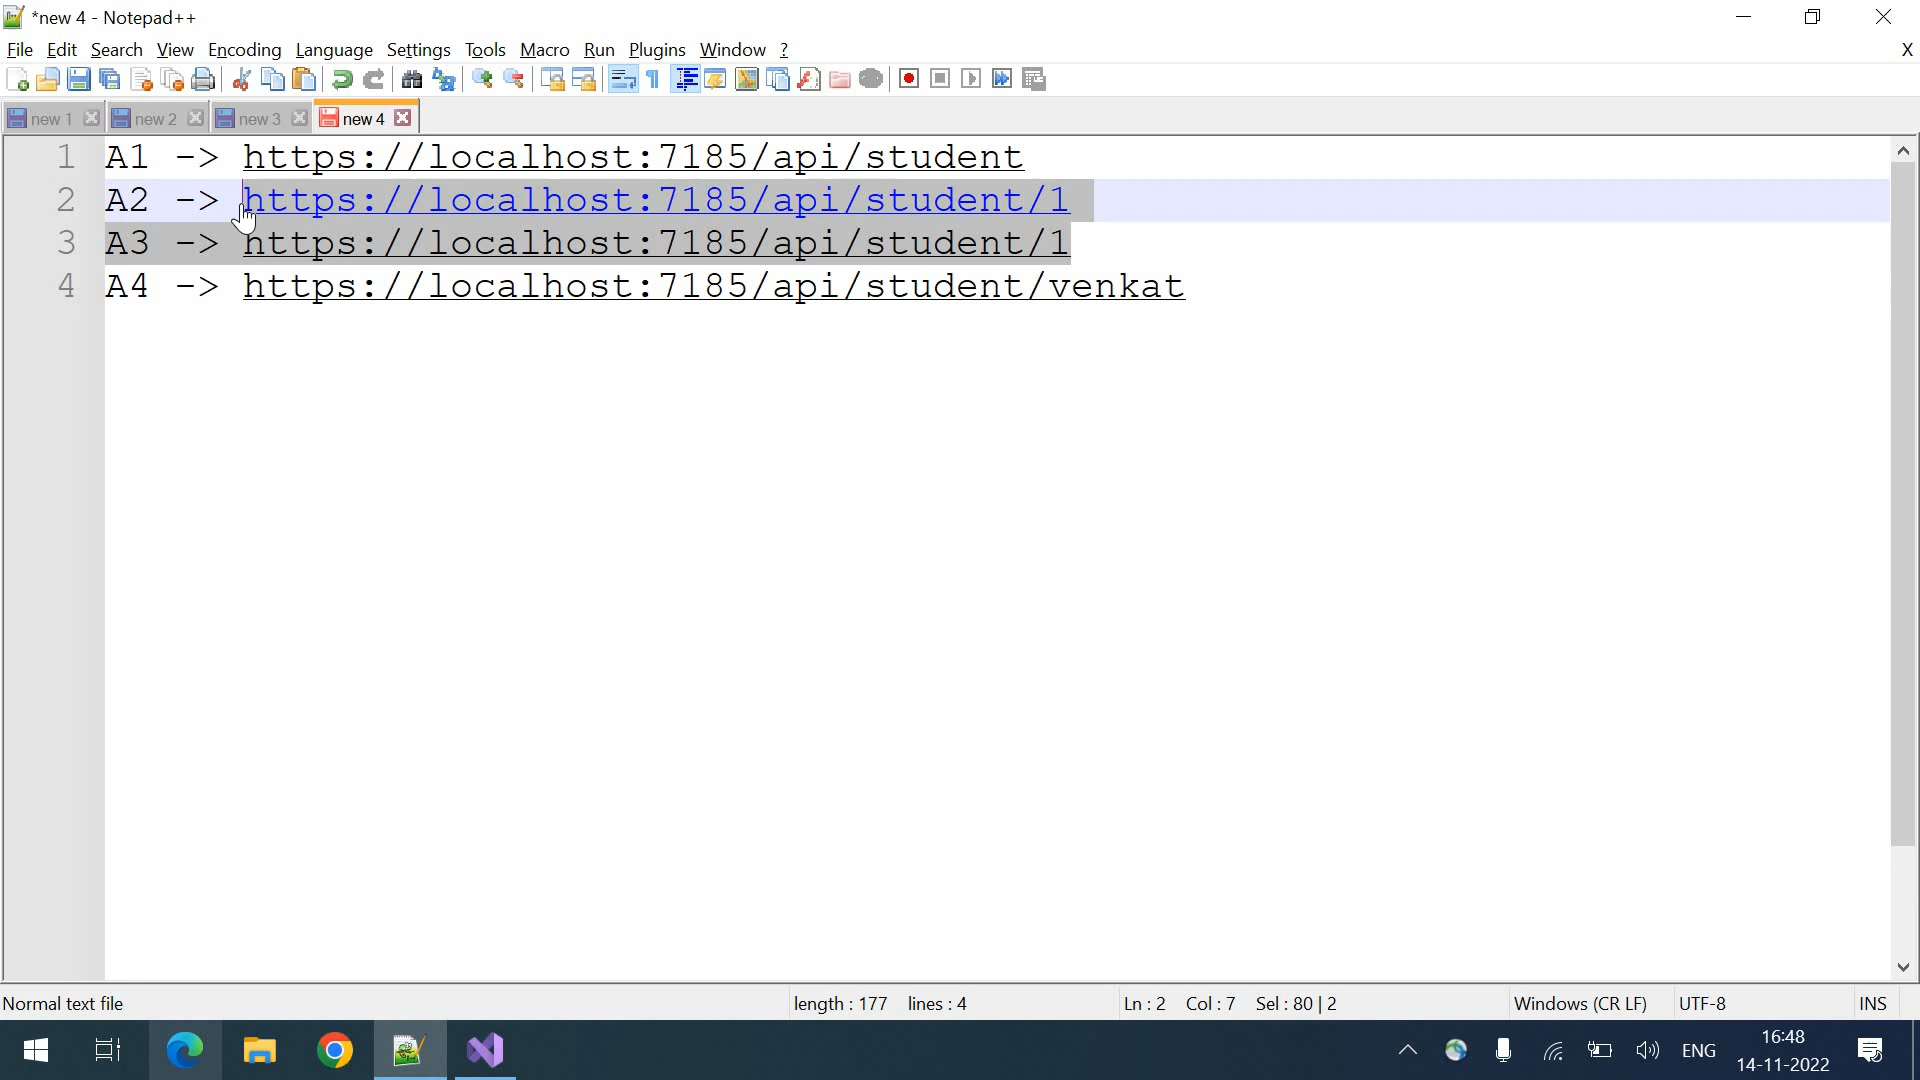 *new 4 - Notepad++
File Edit Search View Encoding Language Settings Tools Macro Run Plugins Window ? X
new 1 new 2 new 3 new 4
1 A1 -> https://localhost:7185/api/student
2 A2 -> https://localhost:7185/api/student/1
3 A3 -> https://localhost:7185/api/student/1
4 A4 -> https://localhost:7185/api/student/venkat
Normal text file length : 177 lines : 4 Ln : 2 Col : 7 Sel : 80 | 2 Windows (CR LF) UTF-8 INS
ENG 16:48
14-11-2022